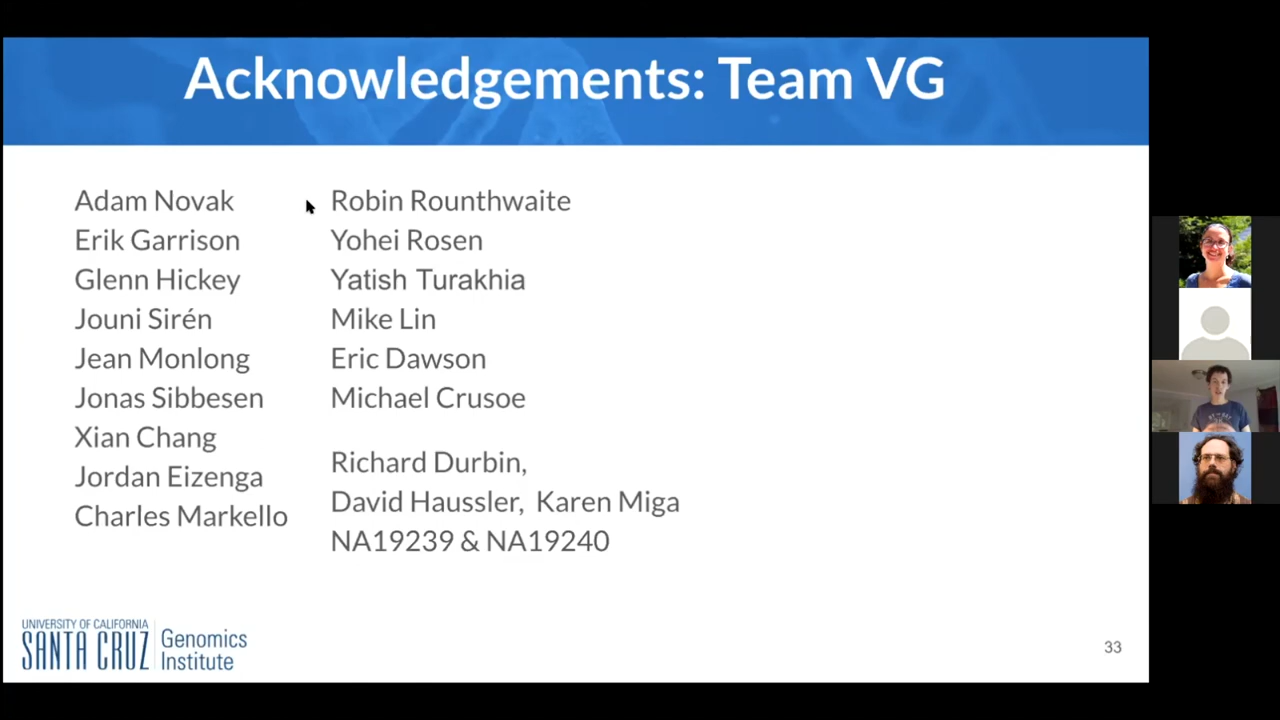 Acknowledgements: Team VG
Adam Novak
Erik Garrison
Glenn Hickey
Jouni Sirén
Jean Monlong
Jonas Sibbesen
Xian Chang
Jordan Eizenga
Charles Markello
Robin Rounthwaite
Yohei Rosen
Yatish Turakhia
Mike Lin
Eric Dawson
Michael Crusoe
Richard Durbin,
David Haussler, Karen Miga
NA19239 & NA19240
UNIVERSITY OF CALIFORNIA
SANTA CRUZ
Genomics
Institute
33